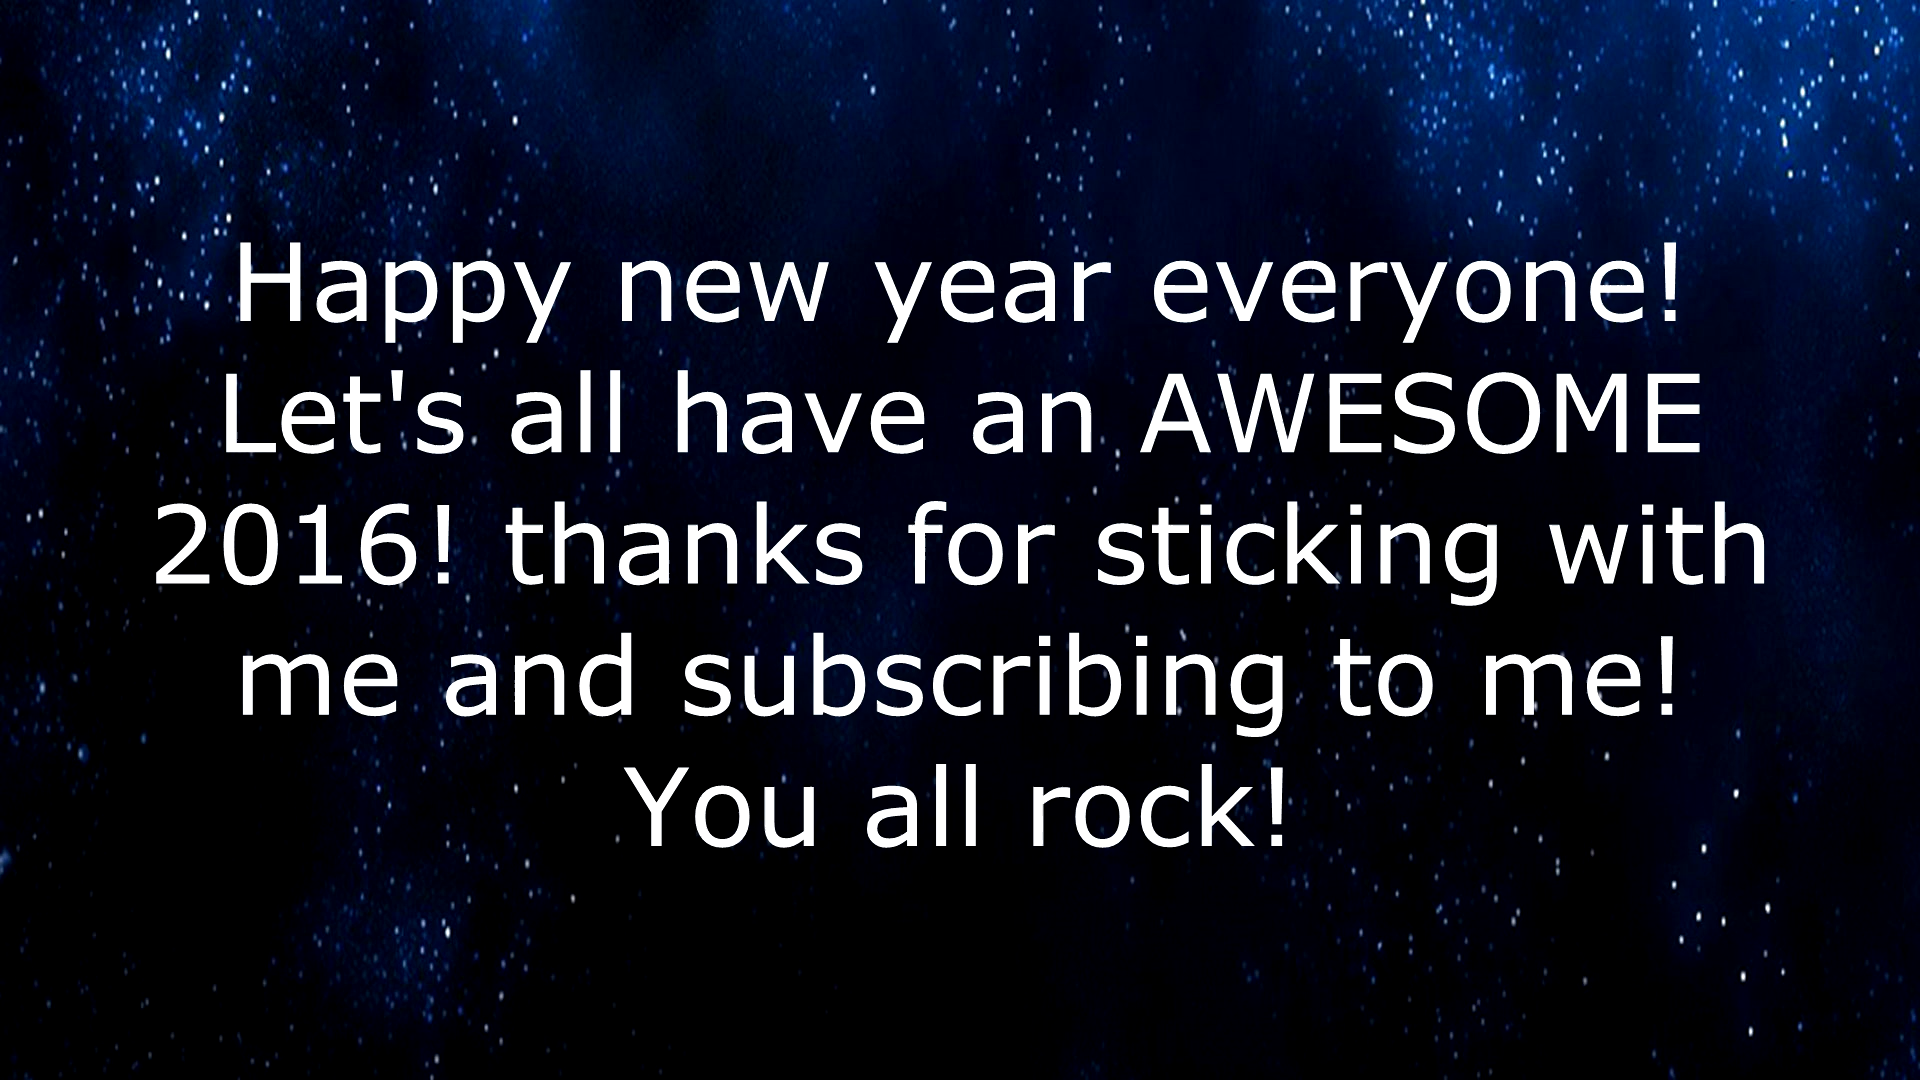 Happy new year everyone!
Let's all have an AWESOME
2016! thanks for sticking with
me and subscribing to me!
You all rock!